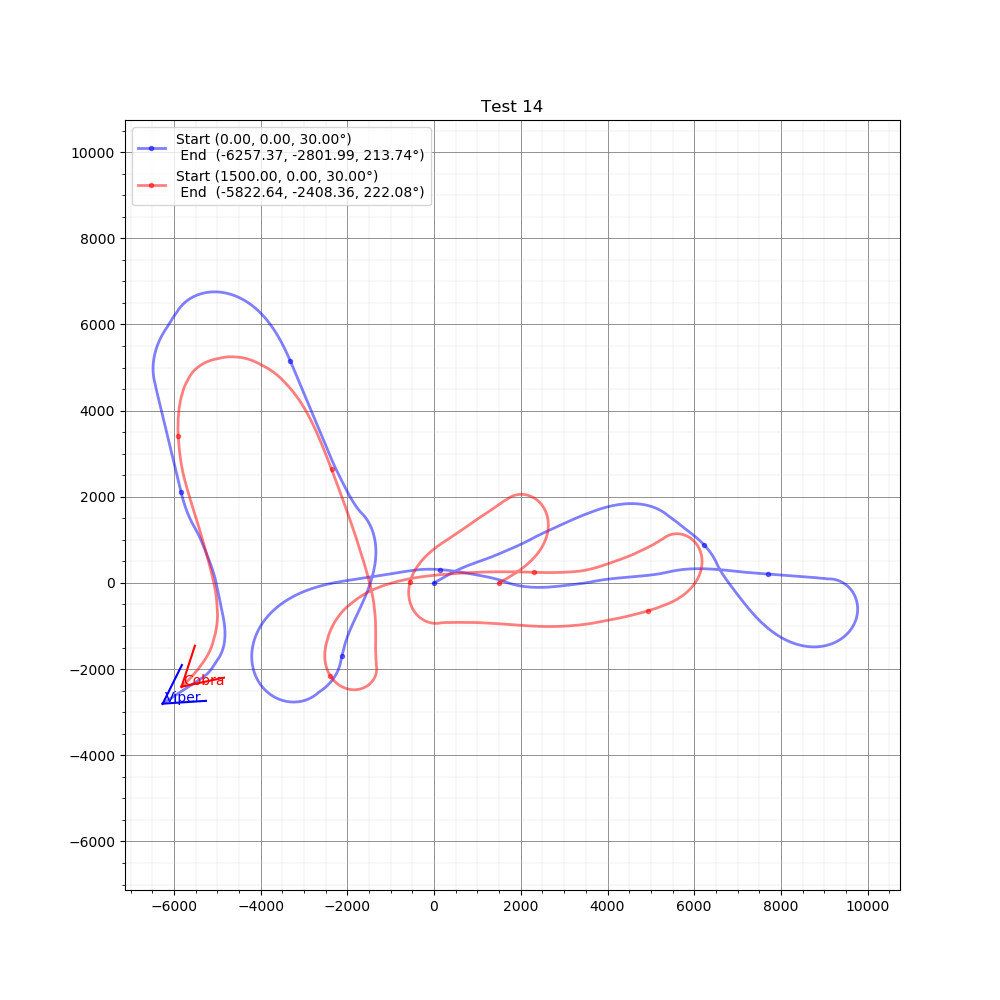 Test 14
Start (0.00, 0.00, 30.00°)
End  (-6257.37, -2801.99, 213.74°)
Start (1500.00, 0.00, 30.00°)
End  (-5822.64, -2408.36, 222.08°)
10000
8000
6000
4000
2000
0
−2000
−4000
−6000
Cobra
Viper
−6000 −4000 −2000 0 2000 4000 6000 8000 10000